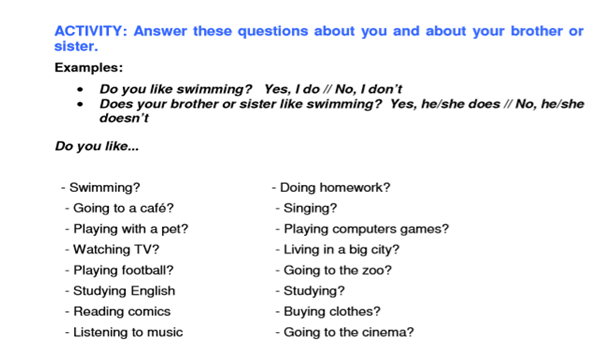 ACTIVITY: Answer these questions about you and about your brother or
sister.
Examples:
• Do you like swimming? Yes, I do // No, I don't
• Does your brother or sister like swimming? Yes, he/she does // No, he/she
doesn't
Do you like...
- Swimming? - Doing homework?
- Going to a café? - Singing?
- Playing with a pet? - Playing computers games?
- Watching TV? - Living in a big city?
- Playing football? - Going to the zoo?
- Studying English - Studying?
- Reading comics - Buying clothes?
- Listening to music - Going to the cinema?